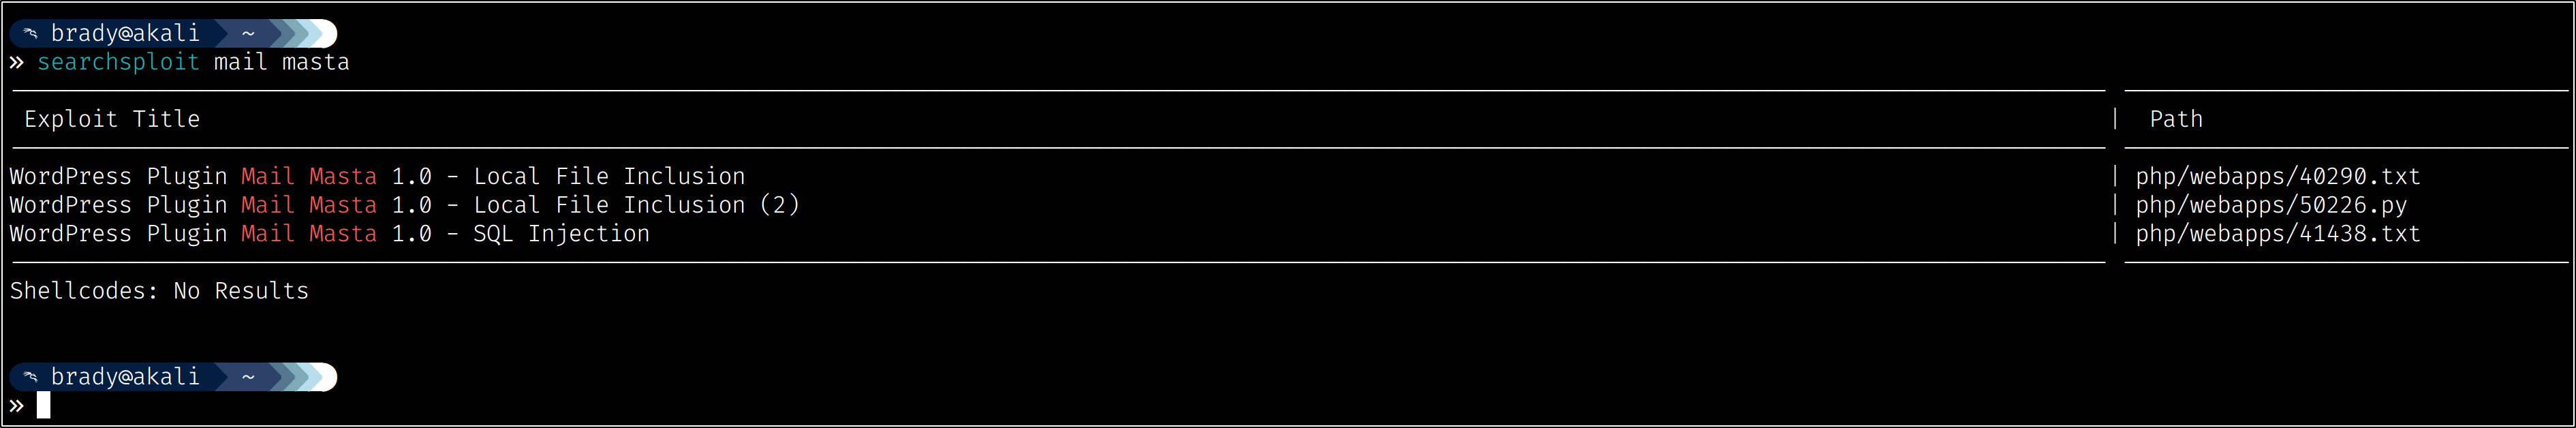 brady@akali ~
» searchsploit mail masta
Exploit Title | Path
WordPress Plugin Mail Masta 1.0 - Local File Inclusion | php/webapps/40290.txt
WordPress Plugin Mail Masta 1.0 - Local File Inclusion (2) | php/webapps/50226.py
WordPress Plugin Mail Masta 1.0 - SQL Injection | php/webapps/41438.txt
Shellcodes: No Results
brady@akali ~
»